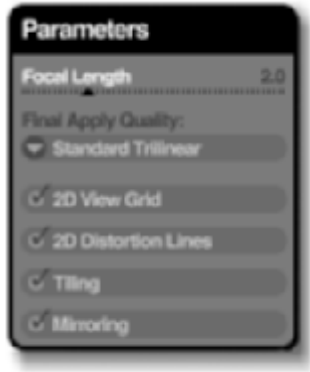 Parameters
Focal Length 2.0
Final Apply Quality:
Standard Trilinear
2D View Grid
2D Distortion Lines
Tiling
Mirroring